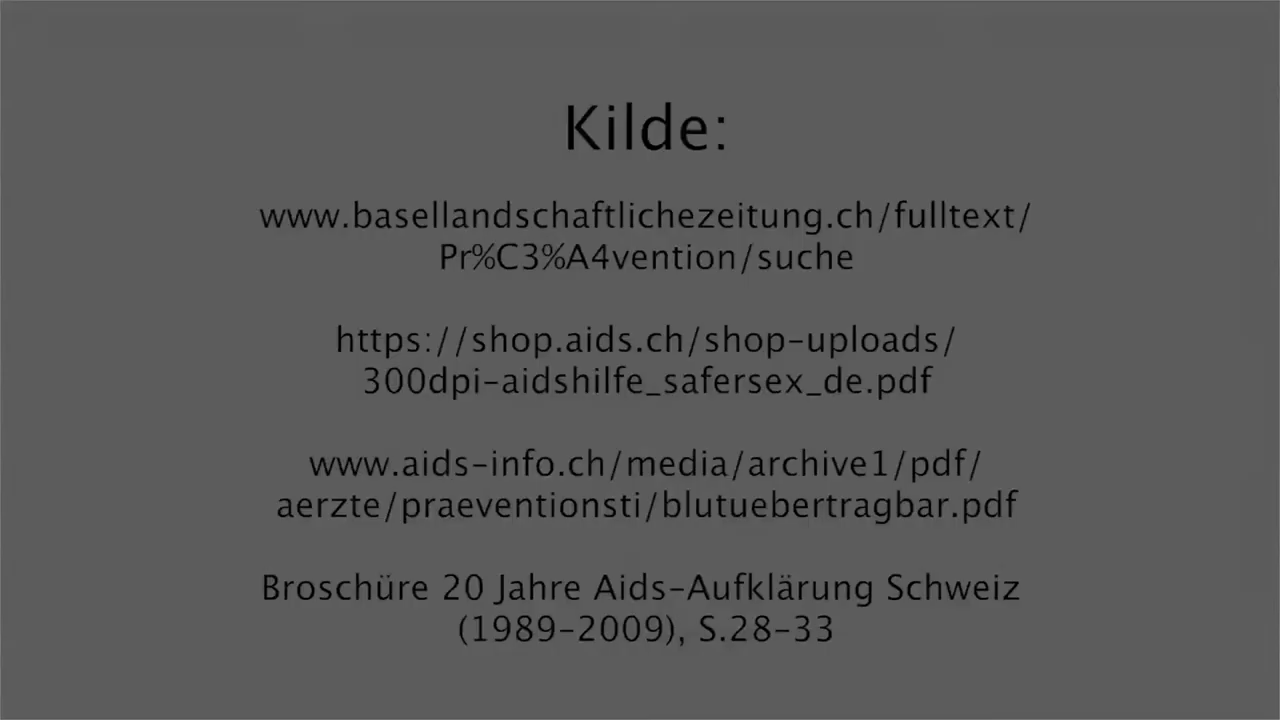 Kilde:
www.basellandschaftlichezeitung.ch/fulltext/
Pr%C3%A4vention/suche
https://shop.aids.ch/shop-uploads/
300dpi-aidshilfe_safersex_de.pdf
www.aids-info.ch/media/archive1/pdf/
aerzte/praeventionsti/blutuebertragbar.pdf
Broschüre 20 Jahre Aids-Aufklärung Schweiz
(1989-2009), S.28-33